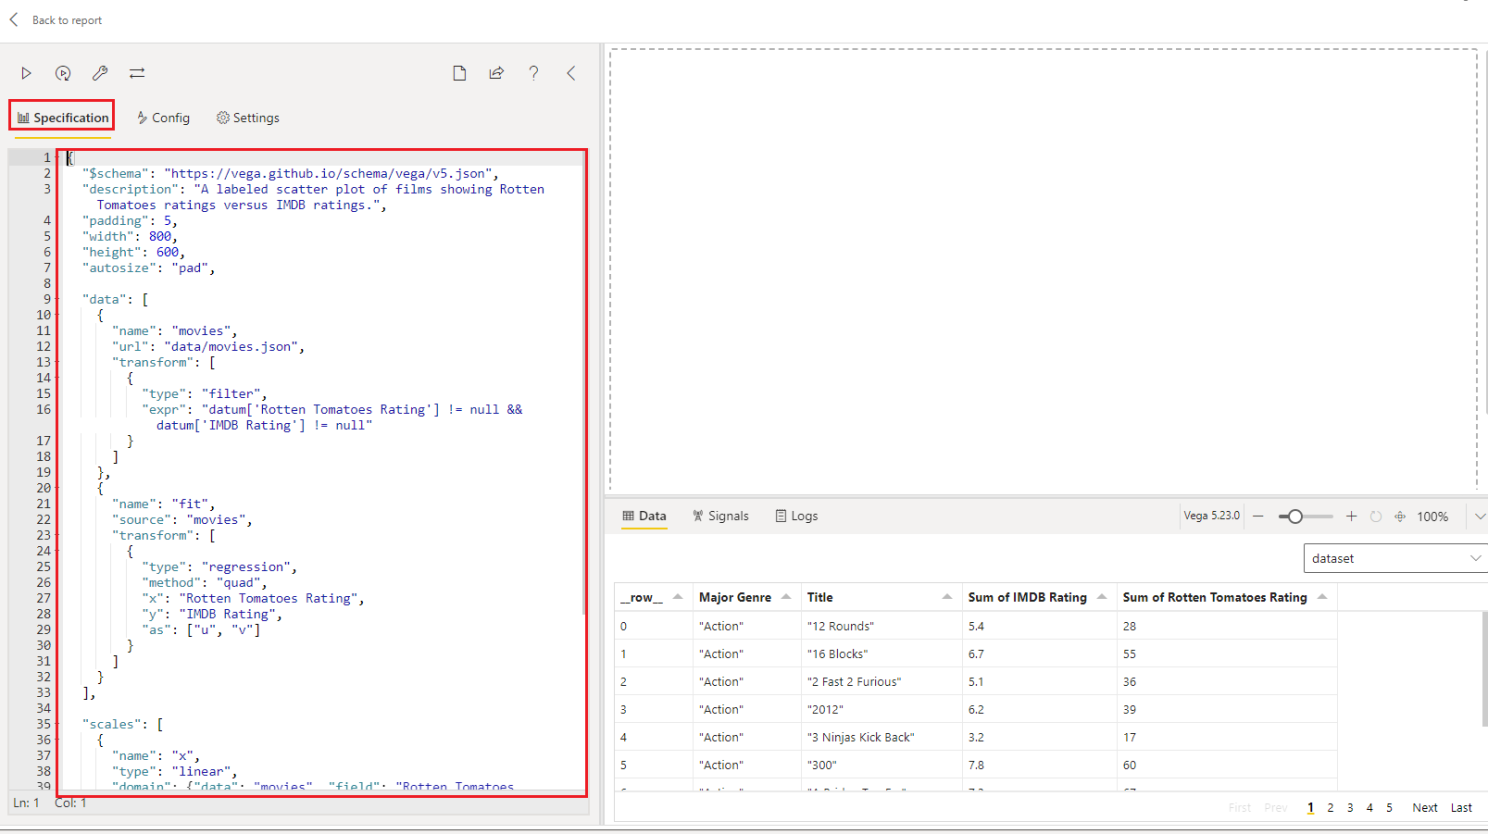 Back to report
Specification Config Settings
1 {
2 "$schema": "https://vega.github.io/schema/vega/v5.json",
3 "description": "A labeled scatter plot of films showing Rotten
Tomatoes ratings versus IMDB ratings.",
4 "padding": 5,
5 "width": 800,
6 "height": 600,
7 "autosize": "pad",
8
9 "data": [
10 {
11 "name": "movies",
12 "url": "data/movies.json",
13 "transform": [
14 {
15 "type": "filter",
16 "expr": "datum['Rotten Tomatoes Rating'] != null &&
datum['IMDB Rating'] != null"
17 }
18 ]
19 },
20 {
21 "name": "fit",
22 "source": "movies",
23 "transform": [
24 {
25 "type": "regression",
26 "method": "quad",
27 "x": "Rotten Tomatoes Rating",
28 "y": "IMDB Rating",
29 "as": ["u", "v"]
30 }
31 ]
32 }
33 ],
34
35 "scales": [
36 {
37 "name": "x",
38 "type": "linear",
39 "domain": {"data": "movies", "field": "Rotten Tomatoes
Ln: 1 Col: 1
Data Signals Logs Vega 5.23.0 100%
dataset
__row__ Major Genre Title Sum of IMDB Rating Sum of Rotten Tomatoes Rating
0 "Action" "12 Rounds" 5.4 28
1 "Action" "16 Blocks" 6.7 55
2 "Action" "2 Fast 2 Furious" 5.1 36
3 "Action" "2012" 6.2 39
4 "Action" "3 Ninjas Kick Back" 3.2 17
5 "Action" "300" 7.8 60
First Prev 1 2 3 4 5 Next Last